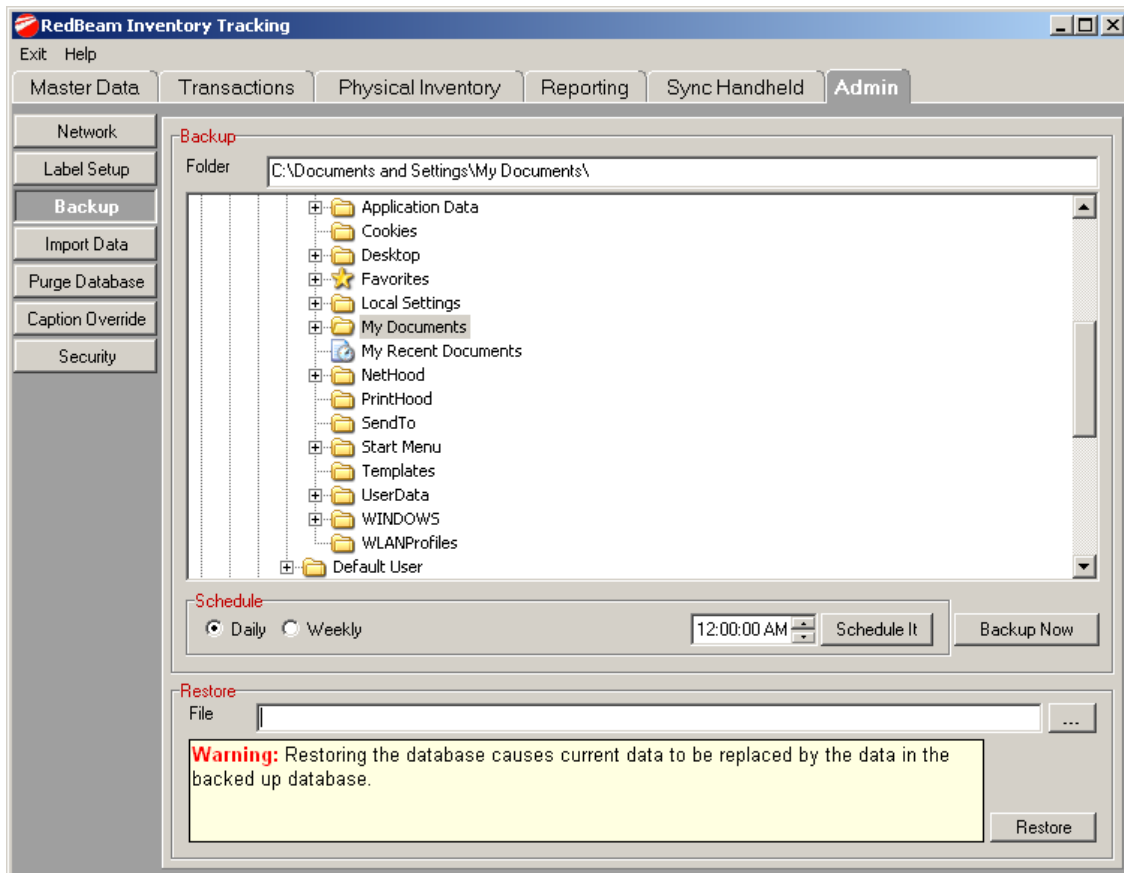 RedBeam Inventory Tracking
Exit Help
Master Data Transactions Physical Inventory Reporting Sync Handheld Admin
Network
Label Setup
Backup
Import Data
Purge Database
Caption Override
Security
Backup
Folder C:\Documents and Settings\My Documents\
Application Data
Cookies
Desktop
Favorites
Local Settings
My Documents
My Recent Documents
NetHood
PrintHood
SendTo
Start Menu
Templates
UserData
WINDOWS
WLANProfiles
Default User
Schedule
Daily Weekly 12:00:00 AM Schedule It Backup Now
Restore
File ...
Warning: Restoring the database causes current data to be replaced by the data in the
backed up database.
Restore